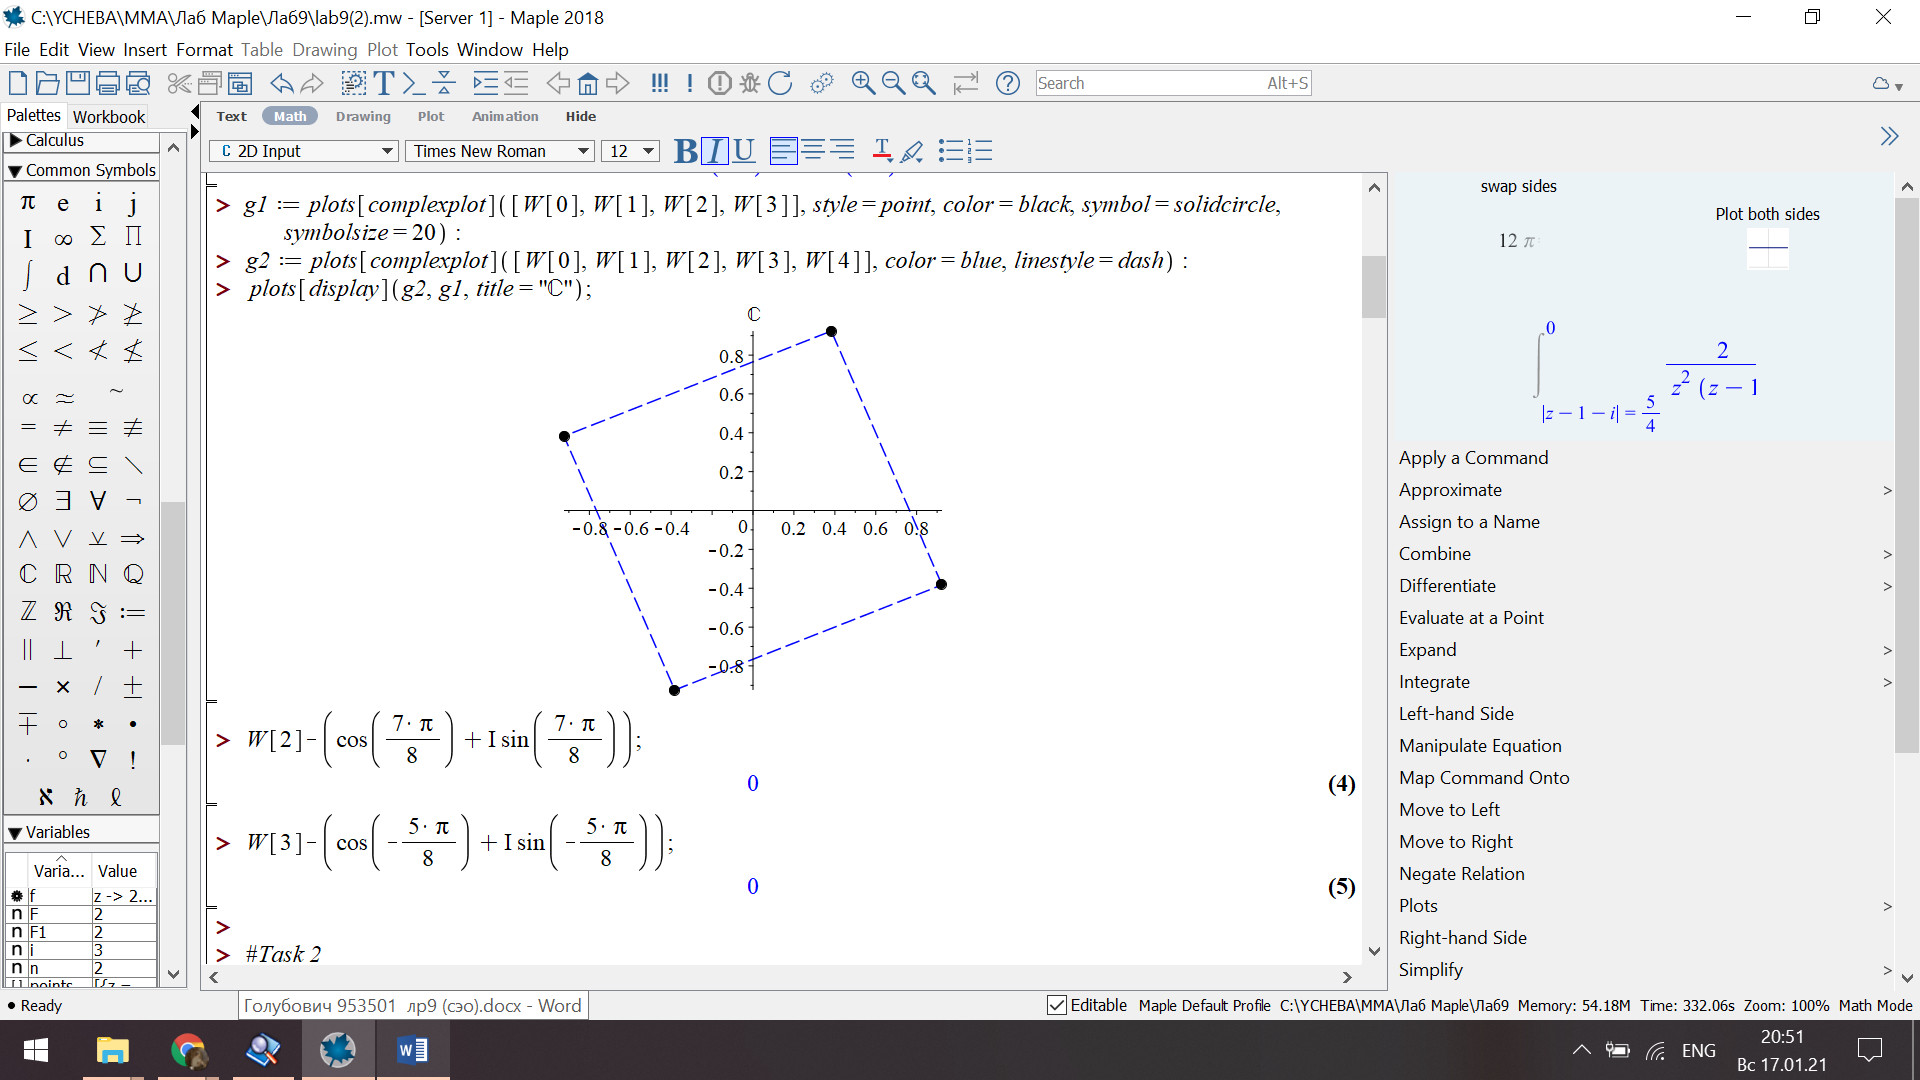 C:\YCHEBA\MMA\Лаб Maple\Лаб9\lab9(2).mw - [Server 1] - Maple 2018
File Edit View Insert Format Table Drawing Plot Tools Window Help
Search Alt+S
Palettes Workbook
Text Math Drawing Plot Animation Hide
C 2D Input Times New Roman 12 B I U
Calculus
Common Symbols
π e i j
I ∞ Σ Π
∫ d ∩ ∪
≥ > ≯ ≱
≤ < ≮ ≰
∝ ≈ ~
= ≠ ≡ ≢
∈ ∉ ⊆ \
∅ ∃ ∀ ¬
∧ ∨ ⊻ ⇒
ℂ ℝ ℕ ℚ
ℤ ℜ ℑ :=
∥ ⊥ ′ +
− × / ±
∓ ∘ * •
· ° ∇ !
ℵ ℏ ℓ
Variables
Varia... Value
f z -> 2...
F 2
F1 2
i 3
n 2
points [{z =
> g1 := plots[complexplot]([W[0], W[1], W[2], W[3]], style = point, color = black, symbol = solidcircle,
symbolsize = 20) :
> g2 := plots[complexplot]([W[0], W[1], W[2], W[3], W[4]], color = blue, linestyle = dash) :
> plots[display](g2, g1, title = "ℂ");
ℂ
0.8
0.6
0.4
0.2
-0.8 -0.6 -0.4 0 0.2 0.4 0.6 0.8
-0.2
-0.4
-0.6
-0.8
> W[2]-(cos(7·π/8) + I sin(7·π/8));
0 (4)
> W[3]-(cos(-5·π/8) + I sin(-5·π/8));
0 (5)
>
> #Task 2
swap sides
Plot both sides
12 π
0
∫ 2 / z² (z − 1
|z − 1 − i| = 5/4
Apply a Command
Approximate >
Assign to a Name
Combine >
Differentiate >
Evaluate at a Point
Expand >
Integrate >
Left-hand Side
Manipulate Equation
Map Command Onto
Move to Left
Move to Right
Negate Relation
Plots >
Right-hand Side
Simplify >
Ready
Голубович 953501 лр9 (сэо).docx - Word
Editable Maple Default Profile C:\YCHEBA\MMA\Лаб Maple\Лаб9 Memory: 54.18M Time: 332.06s Zoom: 100% Math Mode
ENG
20:51
Вс 17.01.21